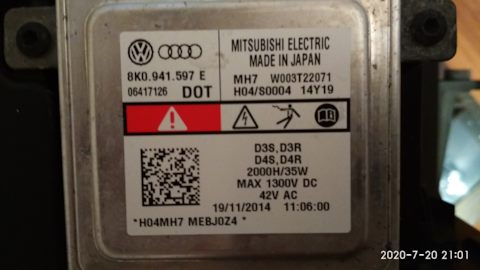 MITSUBISHI ELECTRIC
MADE IN JAPAN
8K0.941.597 E
06417126 DOT
MH7 W003T22071
H04/S0004 14Y19
D3S,D3R
D4S,D4R
2000H/35W
MAX 1300V DC
42V AC
19/11/2014 11:06:00
*H04MH7 MEBJ0Z4 *
2020-7-20 21:01